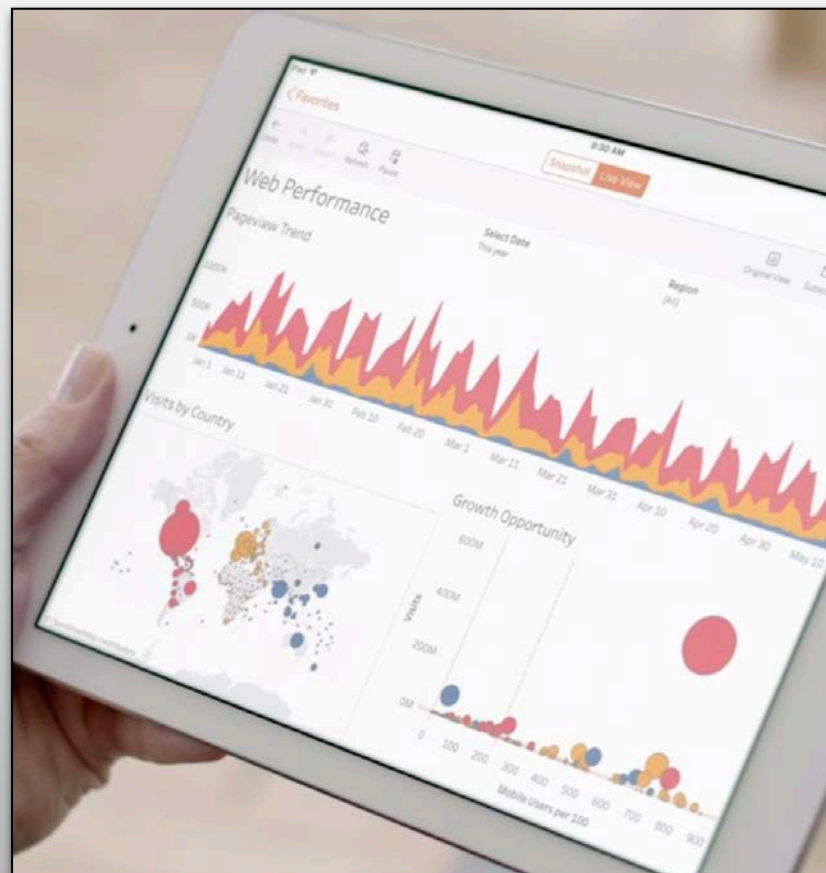 iPad
9:30 AM
Favorites
Snapshot
Live View
Undo
Refresh
Pause
Original View
Web Performance
Select Date
This year
Region
(All)
Pageview Trend
1000K
500K
0K
Jan 1
Jan 11
Jan 21
Jan 31
Feb 10
Feb 20
Mar 1
Mar 11
Mar 21
Mar 31
Apr 10
Apr 20
Apr 30
May 10
Visits by Country
© OpenStreetMap contributors
Growth Opportunity
Visits
600M
400M
200M
0M
0
100
200
300
400
500
600
700
800
900
Mobile Users per 100